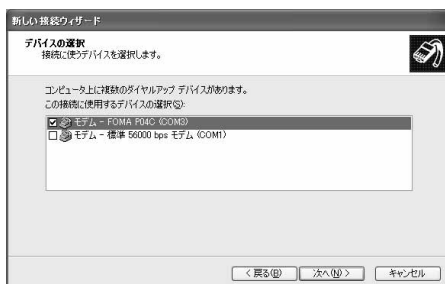 新しい接続ウィザード
デバイスの選択
接続に使うデバイスを選択します。
コンピュータ上に複数のダイヤルアップ デバイスがあります。
この接続に使用するデバイスの選択(S):
モデム - FOMA P04C (COM3)
モデム - 標準 56000 bps モデム (COM1)
< 戻る(B)
次へ(N) >
キャンセル